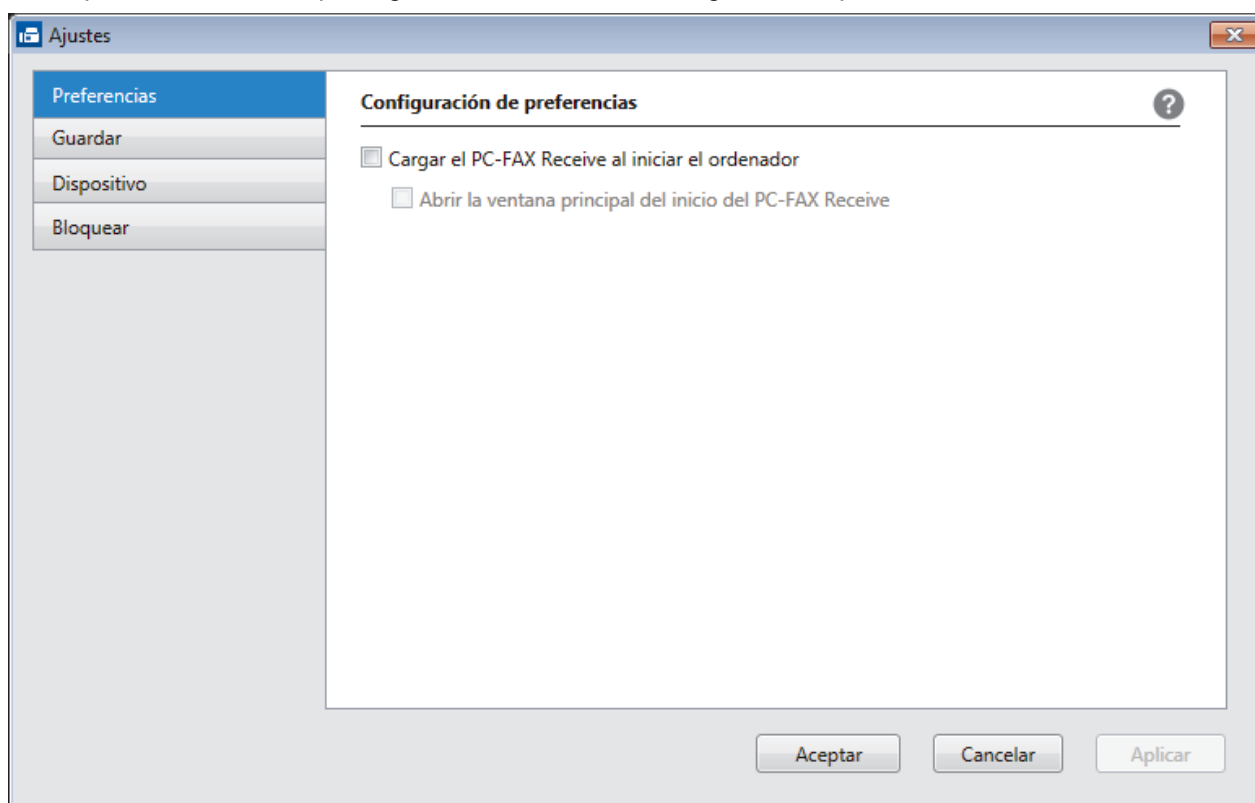 Ajustes
Preferencias
Guardar
Dispositivo
Bloquear
Configuración de preferencias
?
Cargar el PC-FAX Receive al iniciar el ordenador
Abrir la ventana principal del inicio del PC-FAX Receive
Aceptar
Cancelar
Aplicar